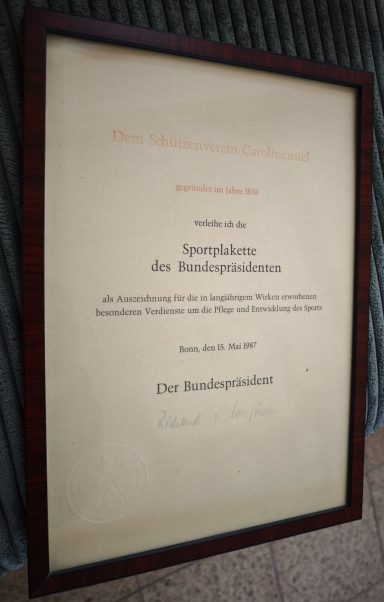 Dem Schützenverein Carolinensiel
gegründet im Jahre 1858
verleihe ich die
Sportplakette
des Bundespräsidenten
als Auszeichnung für die in langjährigem Wirken erworbenen
besonderen Verdienste um die Pflege und Entwicklung des Sports
Bonn, den 15. Mai 1987
Der Bundespräsident
Richard v. Weizsäcker